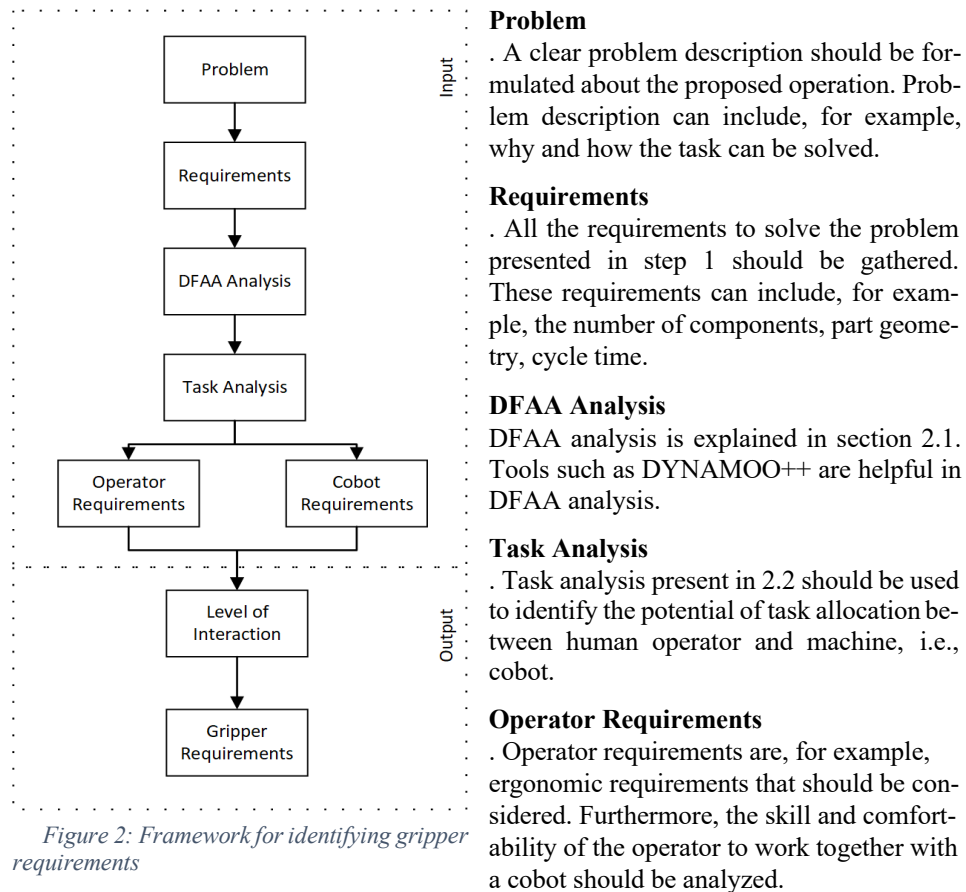 Problem
Input
Requirements
DFAA Analysis
Task Analysis
Operator
Requirements
Cobot
Requirements
Level of
Interaction
Output
Gripper
Requirements
Figure 2: Framework for identifying gripper
requirements
Problem
. A clear problem description should be for-
mulated about the proposed operation. Prob-
lem description can include, for example,
why and how the task can be solved.
Requirements
. All the requirements to solve the problem
presented in step 1 should be gathered.
These requirements can include, for exam-
ple, the number of components, part geome-
try, cycle time.
DFAA Analysis
DFAA analysis is explained in section 2.1.
Tools such as DYNAMOO++ are helpful in
DFAA analysis.
Task Analysis
. Task analysis present in 2.2 should be used
to identify the potential of task allocation be-
tween human operator and machine, i.e.,
cobot.
Operator Requirements
. Operator requirements are, for example,
ergonomic requirements that should be con-
sidered. Furthermore, the skill and comfort-
ability of the operator to work together with
a cobot should be analyzed.